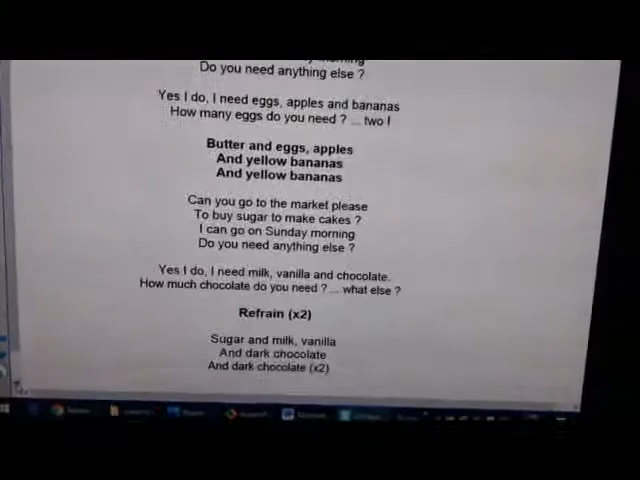 Do you need anything else ?
Yes I do, I need eggs, apples and bananas
How many eggs do you need ? ... two !
Butter and eggs, apples
And yellow bananas
And yellow bananas
Can you go to the market please
To buy sugar to make cakes ?
I can go on Sunday morning
Do you need anything else ?
Yes I do, I need milk, vanilla and chocolate.
How much chocolate do you need ? ... what else ?
Refrain (x2)
Sugar and milk, vanilla
And dark chocolate
And dark chocolate (x2)